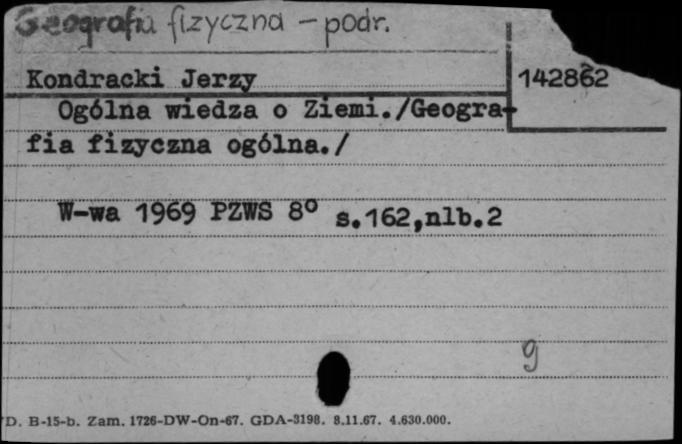 Geografia fizyczna - podr.
Kondracki Jerzy
142862
Ogólna wiedza o Ziemi./Geogra-
fia fizyczna ogólna./
W-wa 1969 PZWS 8° s.162,nlb.2
g
D. B-15-b. Zam. 1726-DW-On-67. GDA-3198. 8.11.67. 4.630.000.